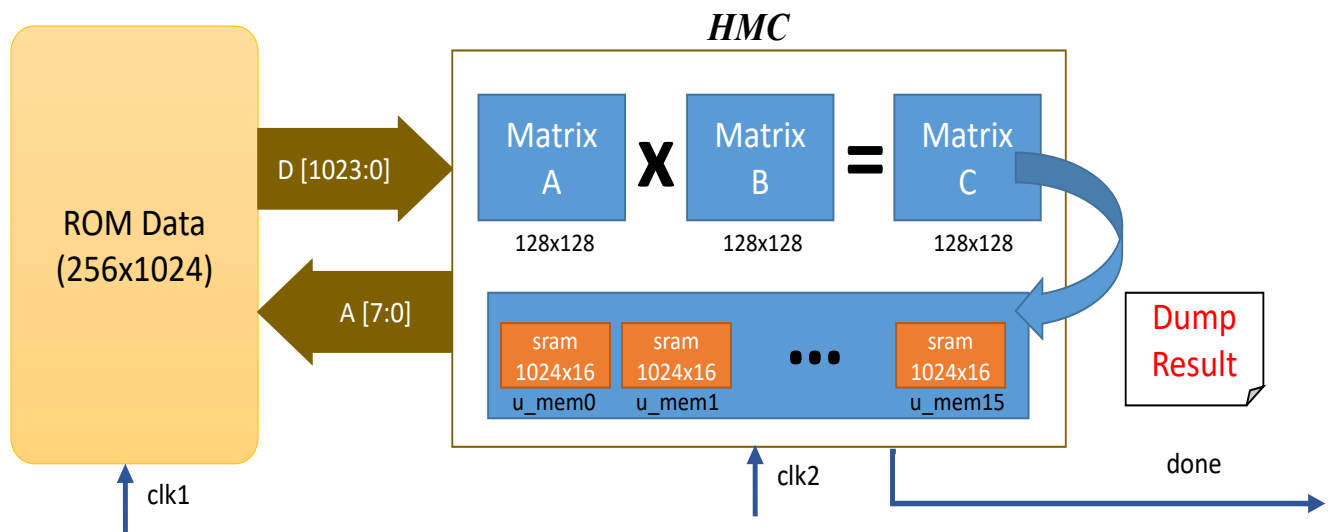 HMC
ROM Data
(256x1024)
D [1023:0]
A [7:0]
Matrix
A
128x128
x
Matrix
B
128x128
=
Matrix
C
128x128
sram
1024x16
u_mem0
sram
1024x16
u_mem1
...
sram
1024x16
u_mem15
Dump
Result
clk1
clk2
done